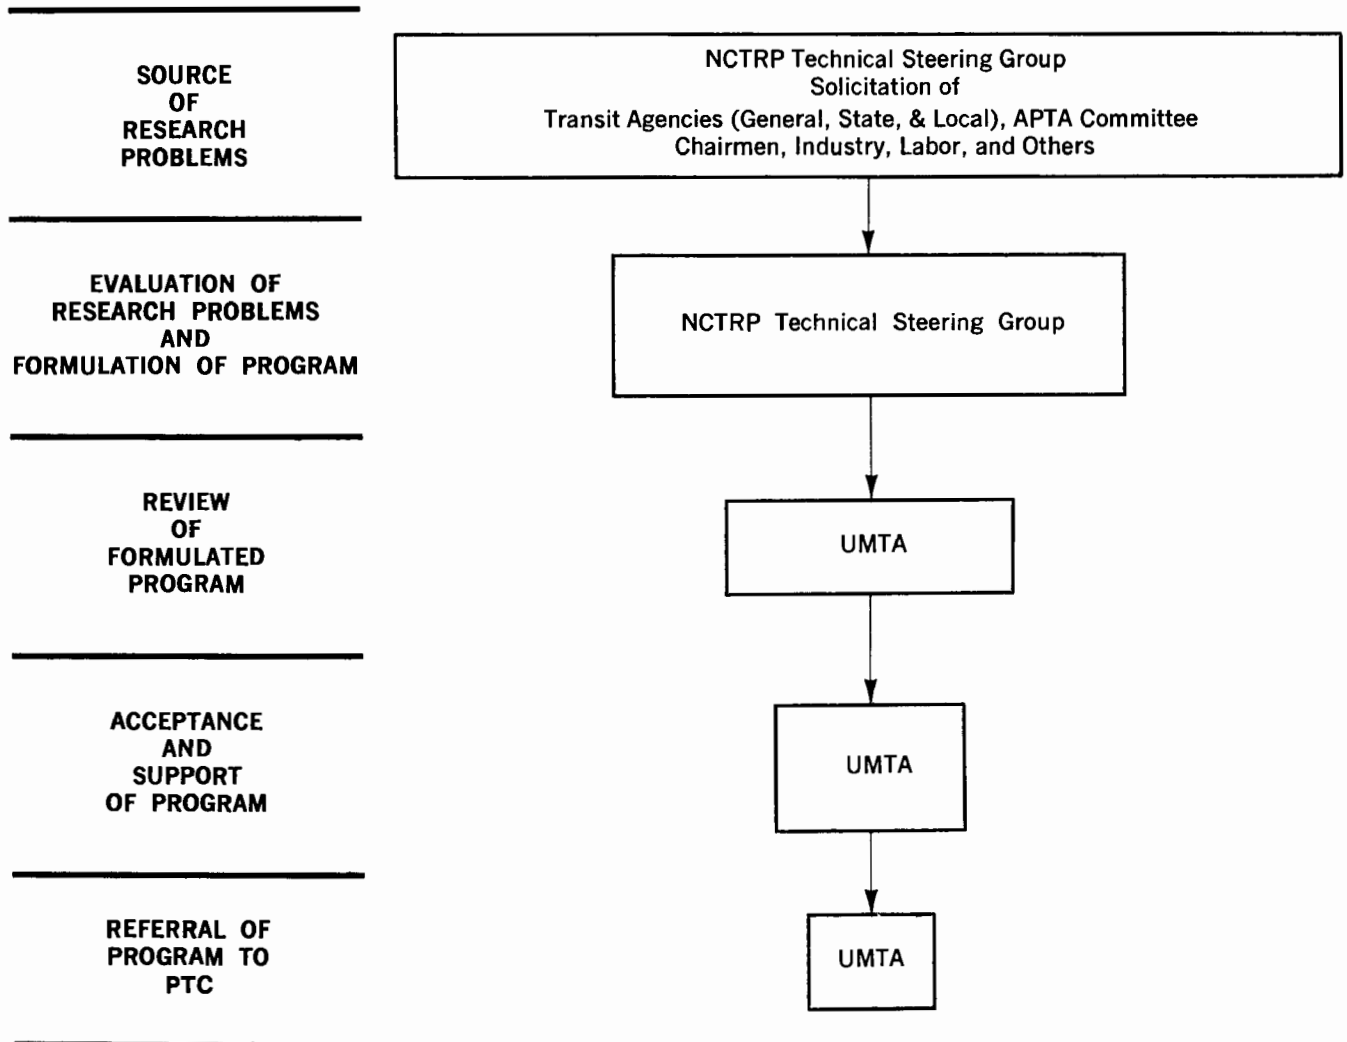 SOURCE
OF
RESEARCH
PROBLEMS
NCTRP Technical Steering Group
Solicitation of
Transit Agencies (General, State, & Local), APTA Committee
Chairmen, Industry, Labor, and Others
EVALUATION OF
RESEARCH PROBLEMS
AND
FORMULATION OF PROGRAM
NCTRP Technical Steering Group
REVIEW
OF
FORMULATED
PROGRAM
UMTA
ACCEPTANCE
AND
SUPPORT
OF PROGRAM
UMTA
REFERRAL OF
PROGRAM TO
PTC
UMTA